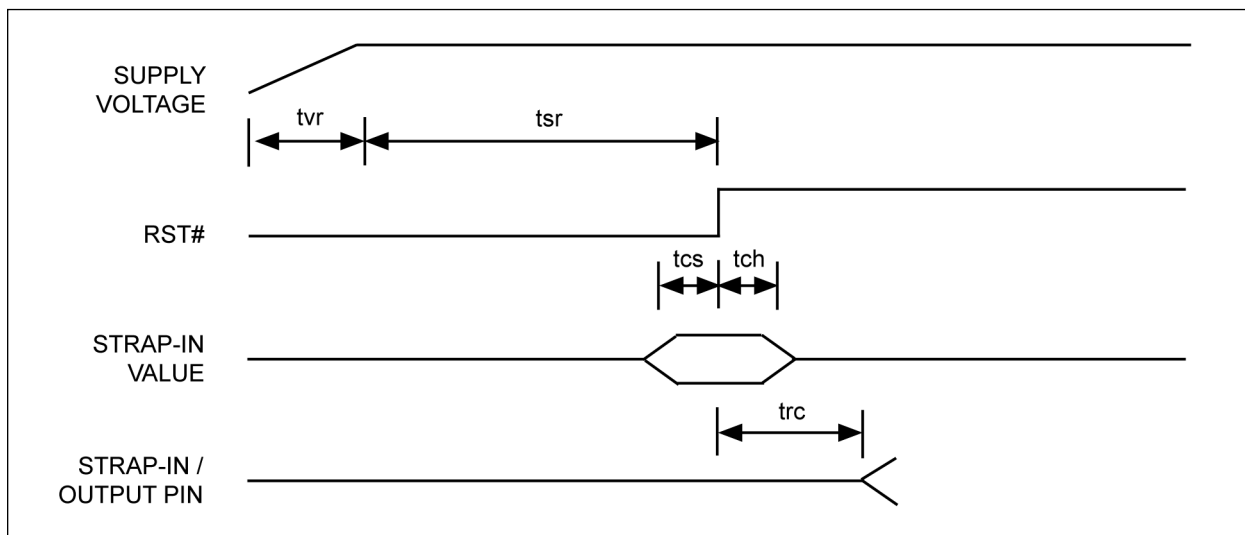 SUPPLY
VOLTAGE
tvr
tsr
RST#
tcs
tch
STRAP-IN
VALUE
trc
STRAP-IN /
OUTPUT PIN